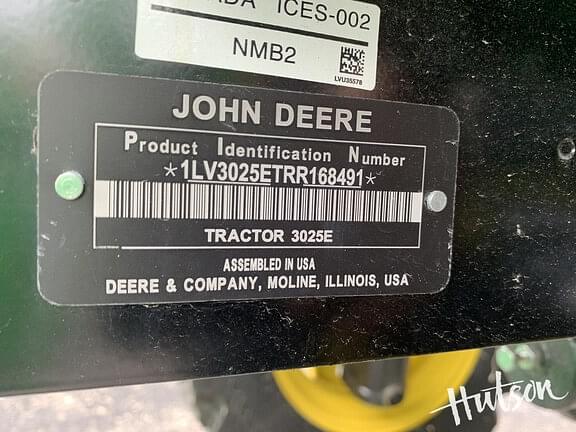 ICES-002
NMB2
LVU35578
JOHN DEERE
Product Identification Number
*1LV3025ETRR168491*
TRACTOR 3025E
ASSEMBLED IN USA
DEERE & COMPANY, MOLINE, ILLINOIS, USA
Hutson